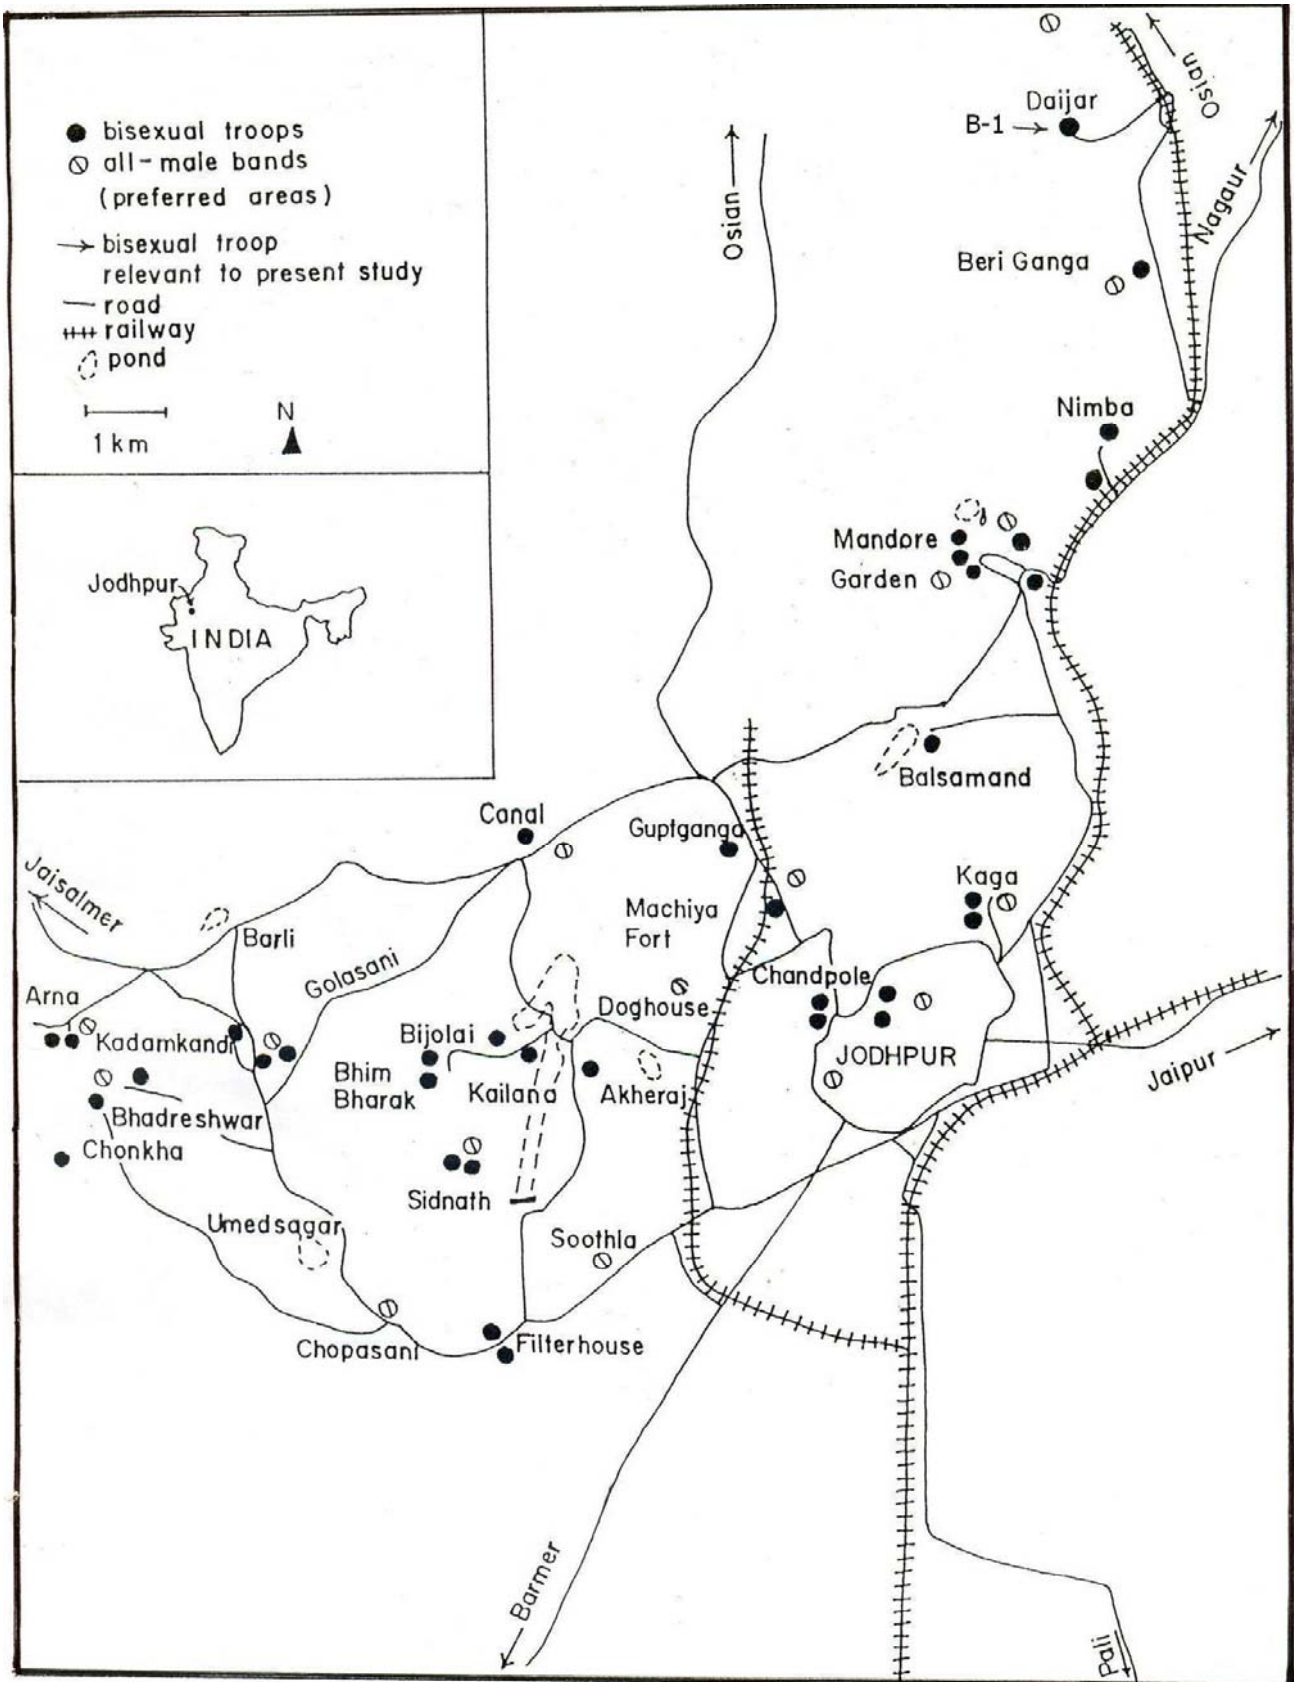 bisexual troops
all-male bands
(preferred areas)
bisexual troop
relevant to present study
road
railway
pond
1 km
N
Jodhpur
INDIA
Daijar
B-1
Osian
Nagaur
Osian
Beri Ganga
Nimba
Mandore
Garden
Balsamand
Canal
Guptganga
Jaisalmer
Kaga
Machiya
Fort
Barli
Golasani
Chandpole
Arna
Doghouse
Kadamkandi
Bijolai
JODHPUR
Jaipur
Bhim
Bharak
Kailana
Akheraj
Bhadreshwar
Chonkha
Sidnath
Umedsagar
Soothla
Chopasani
Filterhouse
Barmer
Pali